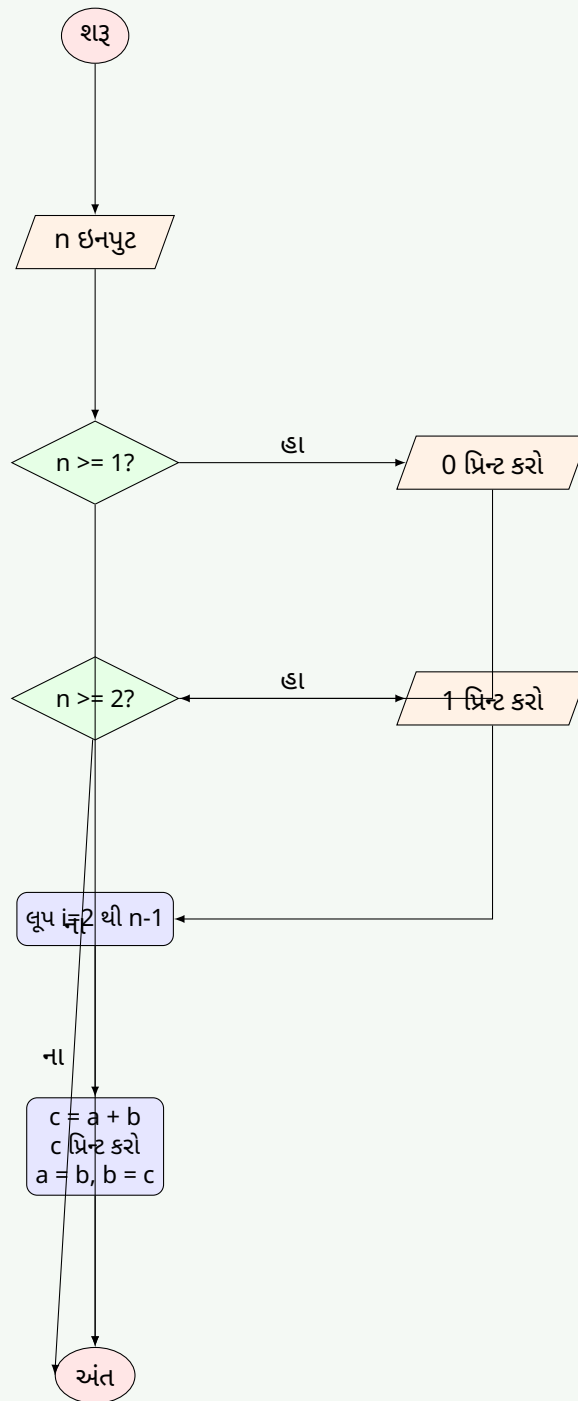 શરૂ
n ઇનપુટ
n >= 1?
હા
0 પ્રિન્ટ કરો
n >= 2?
હા
1 પ્રિન્ટ કરો
લૂપ i=2 થી n-1
ના
ના
c = a + b
c પ્રિન્ટ કરો
a = b, b = c
અંત